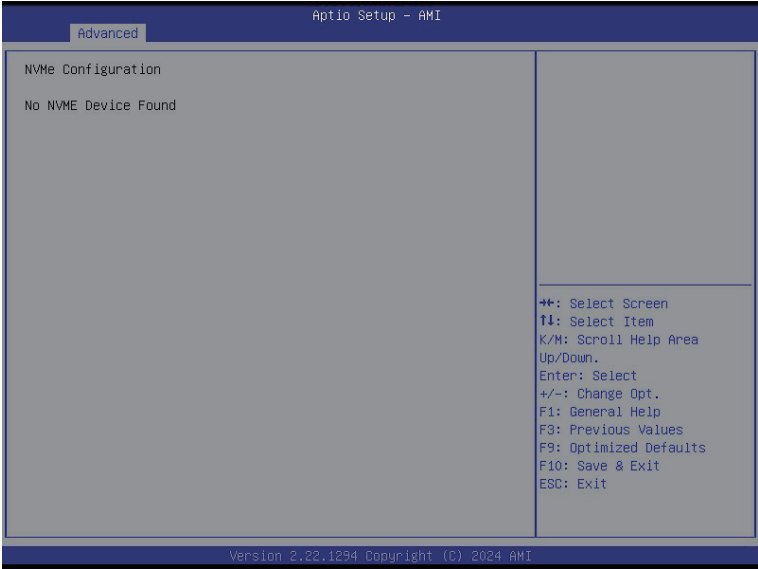 Aptio Setup – AMI
Advanced
NVMe Configuration
No NVME Device Found
→←: Select Screen
↑↓: Select Item
K/M: Scroll Help Area
Up/Down.
Enter: Select
+/-: Change Opt.
F1: General Help
F3: Previous Values
F9: Optimized Defaults
F10: Save & Exit
ESC: Exit
Version 2.22.1294 Copyright (C) 2024 AMI